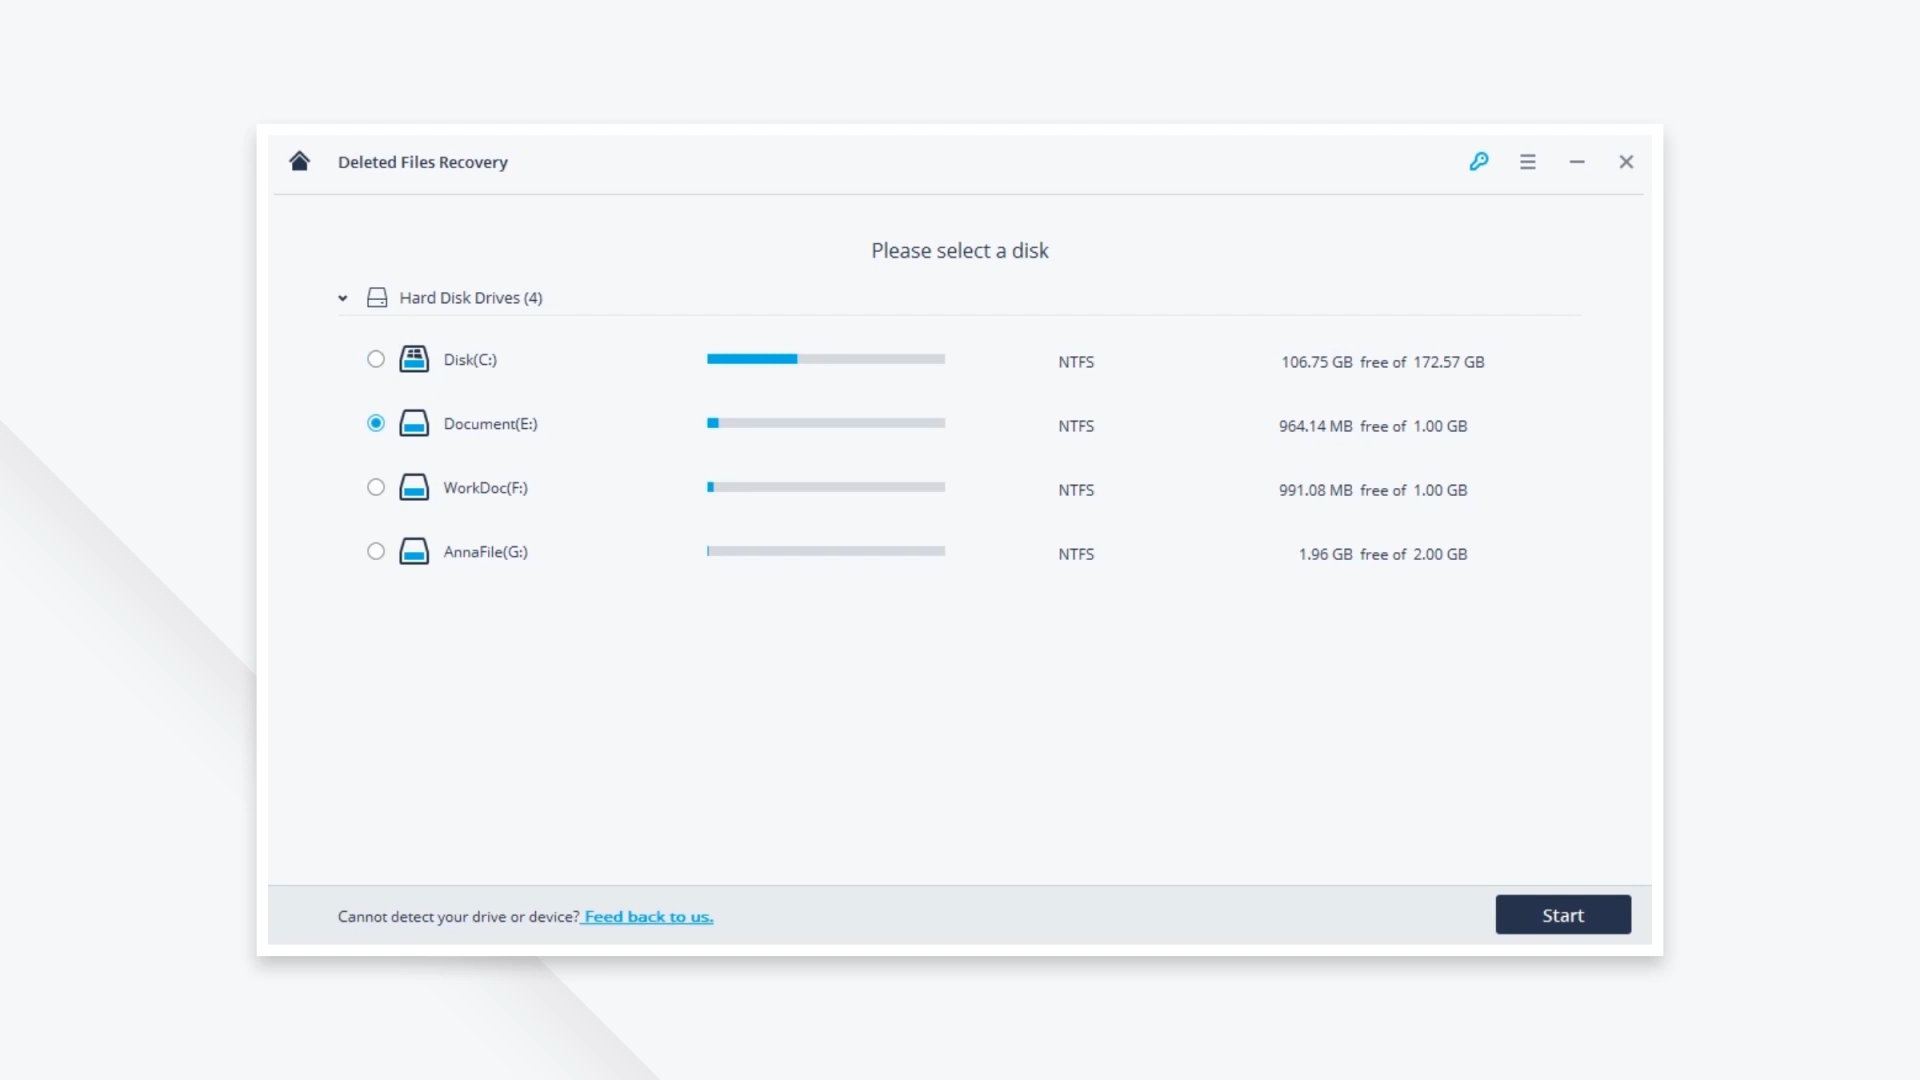 Deleted Files Recovery
Please select a disk
Hard Disk Drives (4)
Disk(C:) NTFS 106.75 GB free of 172.57 GB
Document(E:) NTFS 964.14 MB free of 1.00 GB
WorkDoc(F:) NTFS 991.08 MB free of 1.00 GB
AnnaFile(G:) NTFS 1.96 GB free of 2.00 GB
Cannot detect your drive or device? Feed back to us. Start